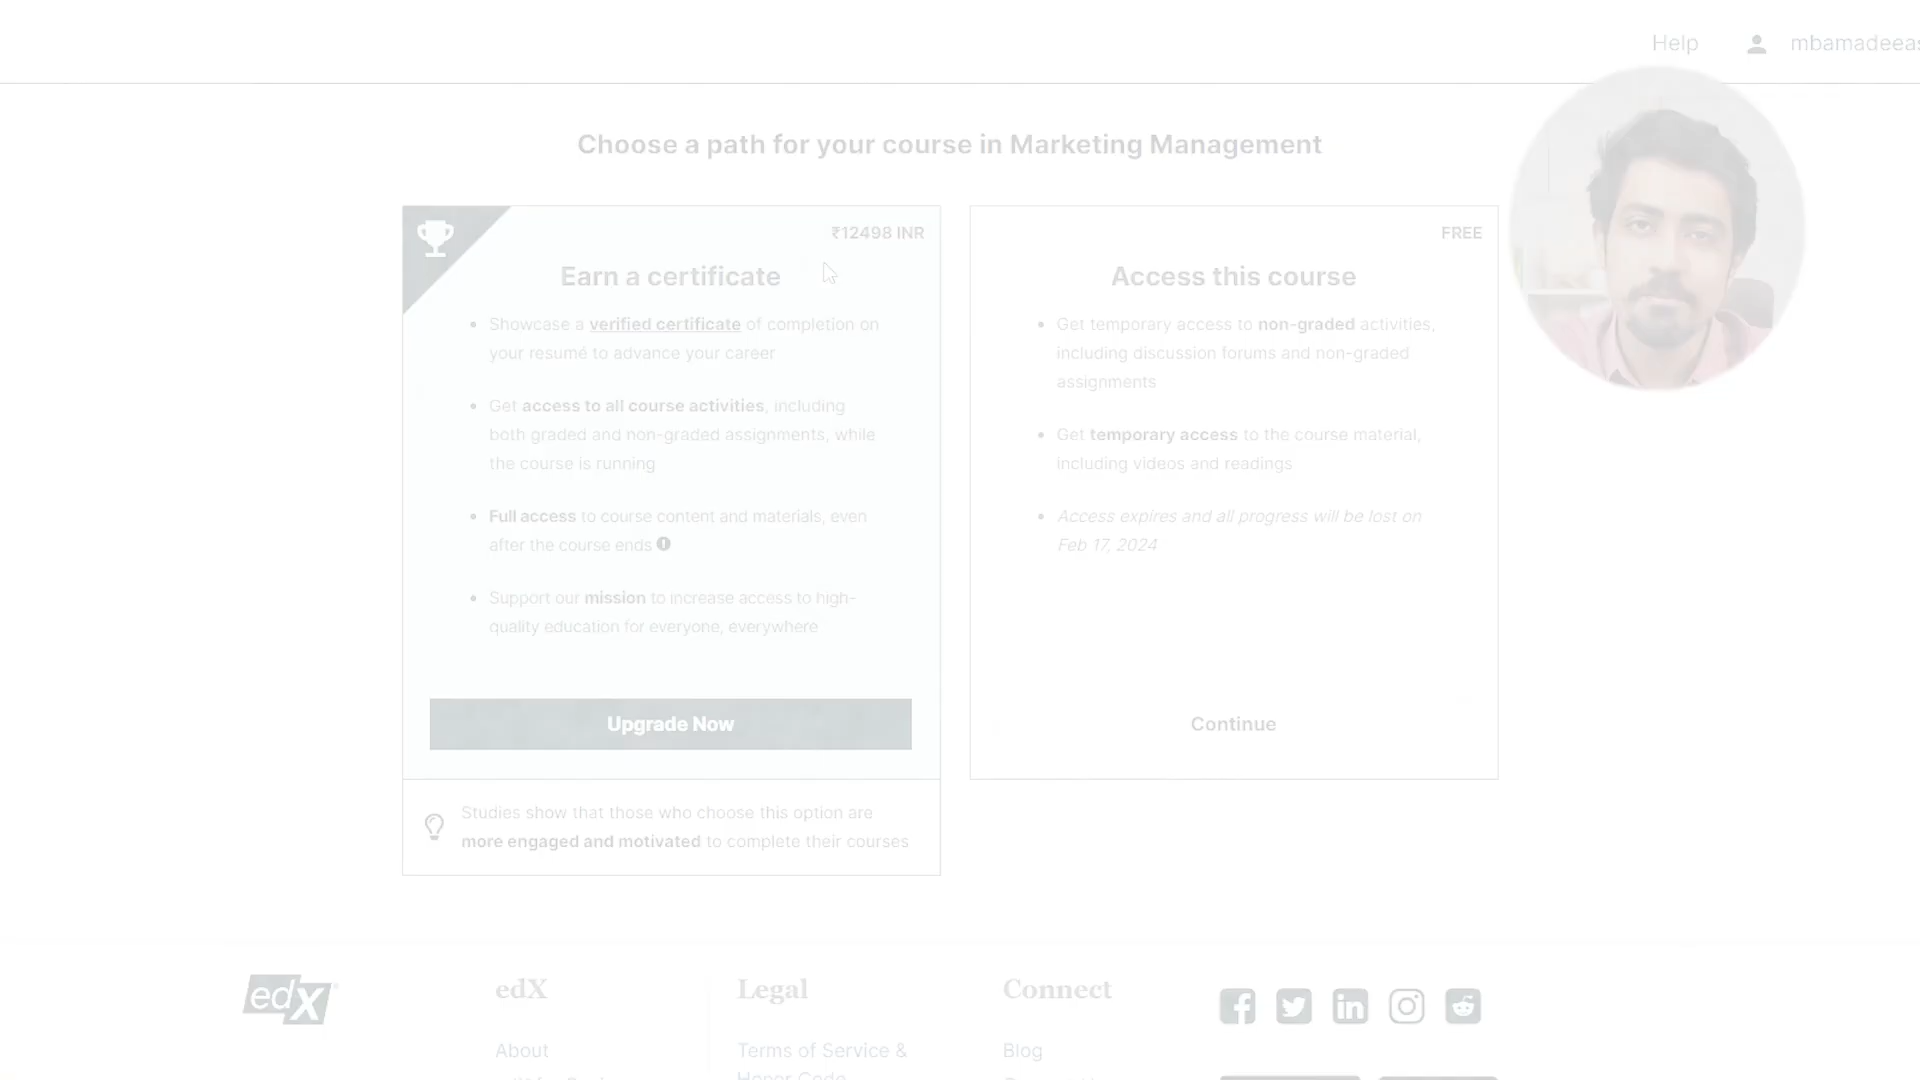 Help
mbamadeeas
Choose a path for your course in Marketing Management
₹12498 INR
Earn a certificate
Showcase a verified certificate of completion on
your resumé to advance your career
Get access to all course activities, including
both graded and non-graded assignments, while
the course is running
Full access to course content and materials, even
after the course ends
Support our mission to increase access to high-
quality education for everyone, everywhere
Upgrade Now
Studies show that those who choose this option are
more engaged and motivated to complete their courses
FREE
Access this course
Get temporary access to non-graded activities,
including discussion forums and non-graded
assignments
Get temporary access to the course material,
including videos and readings
Access expires and all progress will be lost on
Feb 17, 2024
Continue
edX
edX
About
Legal
Terms of Service &
Honor Code
Connect
Blog